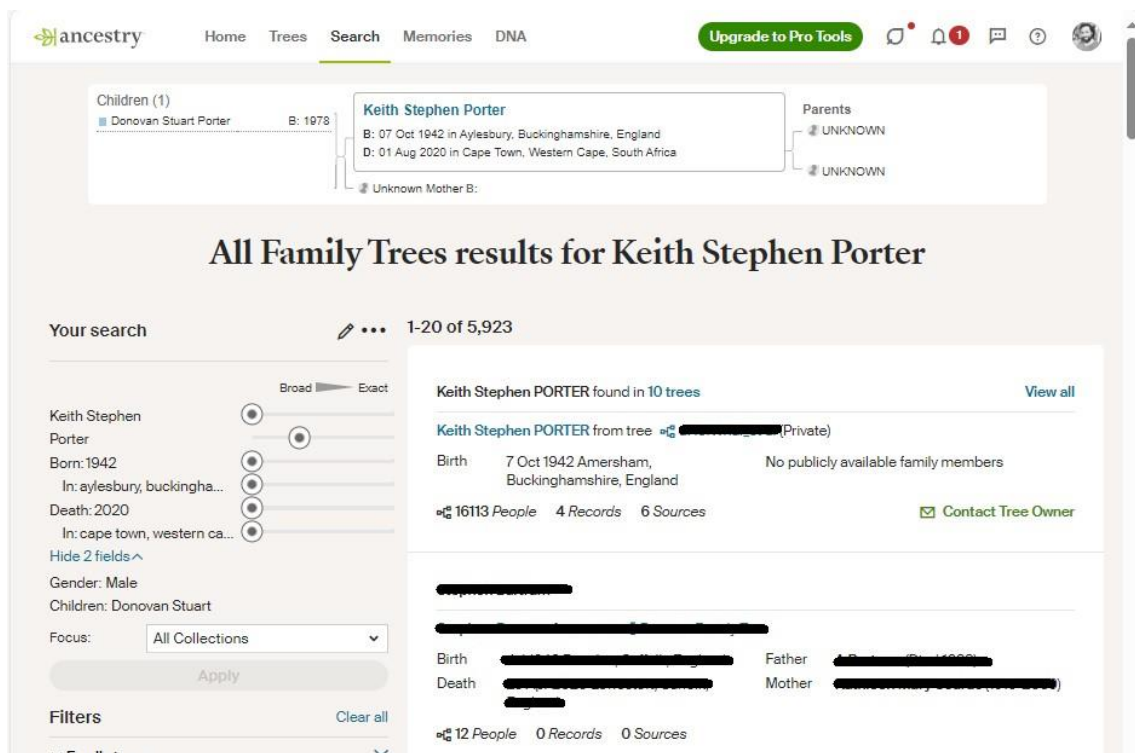 ancestry
Home Trees Search Memories DNA
Upgrade to Pro Tools
1
Children (1)
Donovan Stuart Porter B: 1978
Keith Stephen Porter
B: 07 Oct 1942 in Aylesbury, Buckinghamshire, England
D: 01 Aug 2020 in Cape Town, Western Cape, South Africa
Unknown Mother B:
Parents
UNKNOWN
UNKNOWN
All Family Trees results for Keith Stephen Porter
Your search
Broad Exact
Keith Stephen
Porter
Born: 1942
In: aylesbury, buckingha...
Death: 2020
In: cape town, western ca...
Hide 2 fields
Gender: Male
Children: Donovan Stuart
Focus: All Collections
Apply
Filters Clear all
1-20 of 5,923
Keith Stephen PORTER found in 10 trees View all
Keith Stephen PORTER from tree (Private)
Birth 7 Oct 1942 Amersham, No publicly available family members
Buckinghamshire, England
16113 People 4 Records 6 Sources Contact Tree Owner
Birth Father
Death Mother
12 People 0 Records 0 Sources